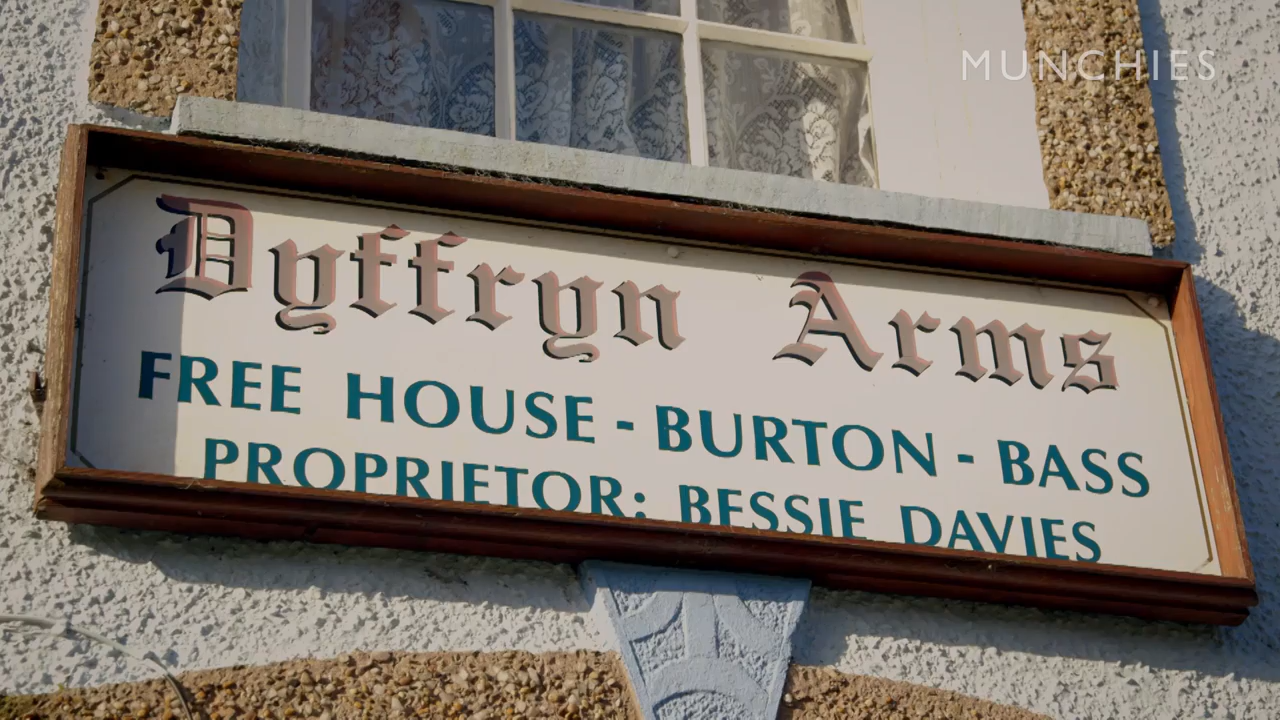 MUNCHIES
Dyffryn Arms
FREE HOUSE - BURTON - BASS
PROPRIETOR: BESSIE DAVIES